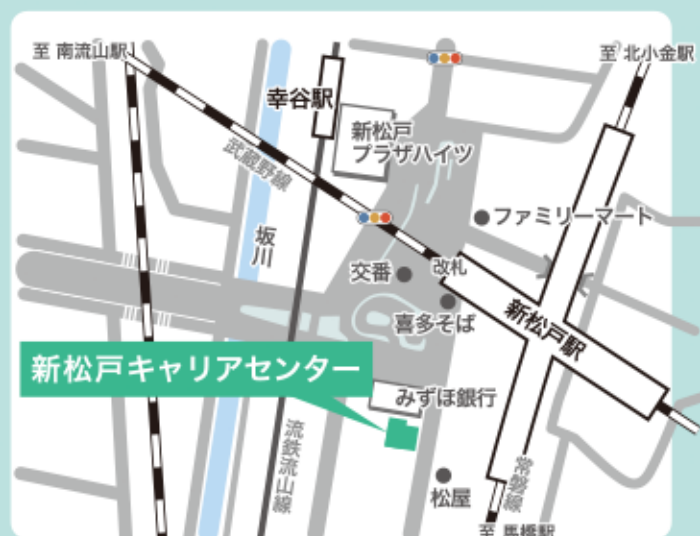 至 南流山駅
至 北小金駅
幸谷駅
新松戸
プラザハイツ
武蔵野線
ファミリーマート
坂川
改札
交番
喜多そば
新松戸駅
新松戸キャリアセンター
みずほ銀行
流鉄流山線
常磐線
松屋
至 馬橋駅